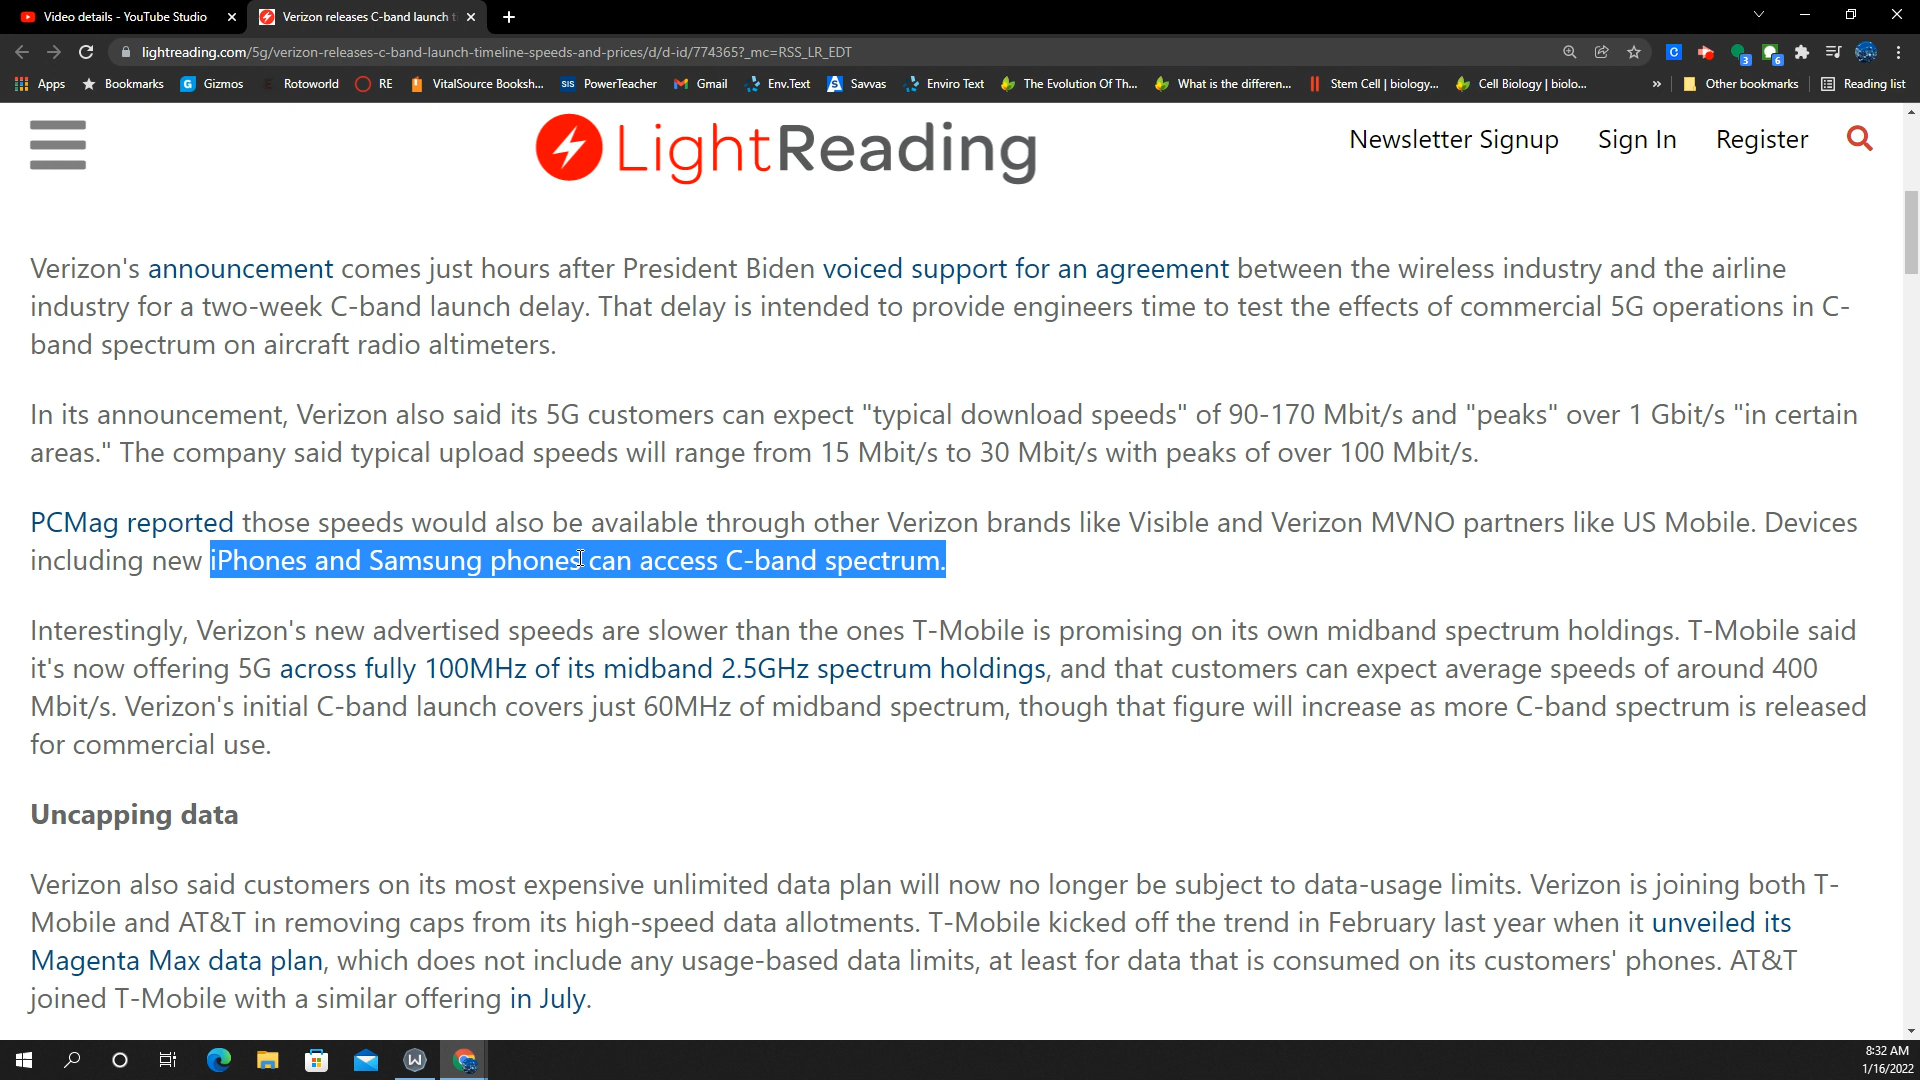 Video details - YouTube Studio
Verizon releases C-band launch t
lightreading.com/5g/verizon-releases-c-band-launch-timeline-speeds-and-prices/d/d-id/774365?_mc=RSS_LR_EDT
3
6
Apps Bookmarks Gizmos Rotoworld RE VitalSource Booksh... PowerTeacher Gmail Env.Text Savvas Enviro Text The Evolution Of Th... What is the differen... Stem Cell | biology... Cell Biology | biolo... » Other bookmarks Reading list
LightReading
Newsletter Signup Sign In Register
Verizon's announcement comes just hours after President Biden voiced support for an agreement between the wireless industry and the airline
industry for a two-week C-band launch delay. That delay is intended to provide engineers time to test the effects of commercial 5G operations in C-
band spectrum on aircraft radio altimeters.
In its announcement, Verizon also said its 5G customers can expect "typical download speeds" of 90-170 Mbit/s and "peaks" over 1 Gbit/s "in certain
areas." The company said typical upload speeds will range from 15 Mbit/s to 30 Mbit/s with peaks of over 100 Mbit/s.
PCMag reported those speeds would also be available through other Verizon brands like Visible and Verizon MVNO partners like US Mobile. Devices
including new iPhones and Samsung phones can access C-band spectrum.
Interestingly, Verizon's new advertised speeds are slower than the ones T-Mobile is promising on its own midband spectrum holdings. T-Mobile said
it's now offering 5G across fully 100MHz of its midband 2.5GHz spectrum holdings, and that customers can expect average speeds of around 400
Mbit/s. Verizon's initial C-band launch covers just 60MHz of midband spectrum, though that figure will increase as more C-band spectrum is released
for commercial use.
Uncapping data
Verizon also said customers on its most expensive unlimited data plan will now no longer be subject to data-usage limits. Verizon is joining both T-
Mobile and AT&T in removing caps from its high-speed data allotments. T-Mobile kicked off the trend in February last year when it unveiled its
Magenta Max data plan, which does not include any usage-based data limits, at least for data that is consumed on its customers' phones. AT&T
joined T-Mobile with a similar offering in July.
8:32 AM
1/16/2022